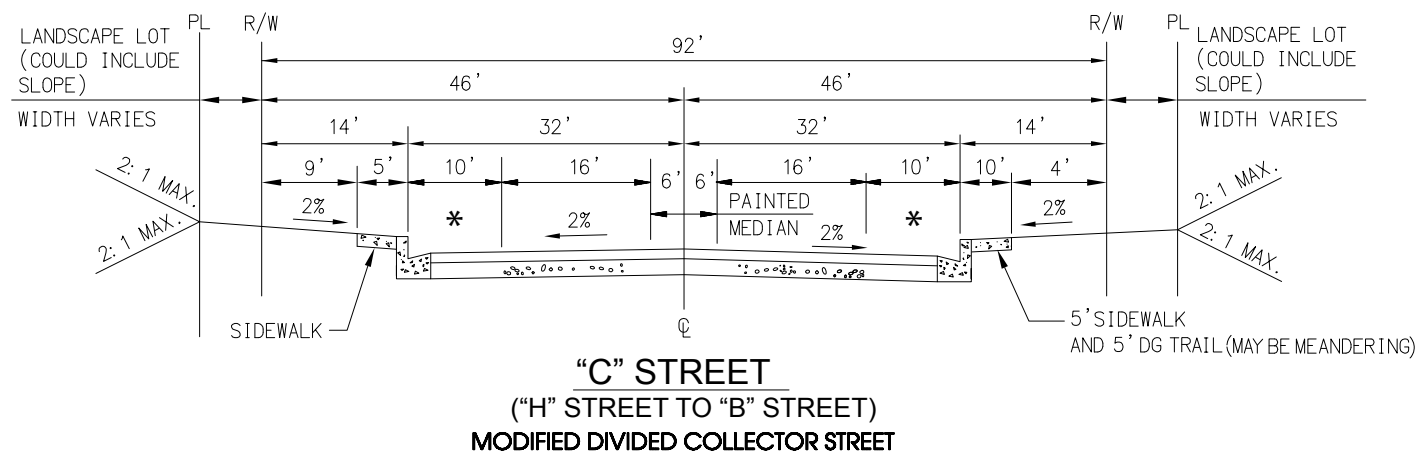 PL
R/W
R/W
PL
LANDSCAPE LOT
(COULD INCLUDE
SLOPE)
WIDTH VARIES
92'
LANDSCAPE LOT
(COULD INCLUDE
SLOPE)
WIDTH VARIES
46'
46'
14'
32'
32'
14'
9'
5'
10'
16'
6'
6'
16'
10'
10'
4'
2: 1 MAX.
2: 1 MAX.
2%
*
2%
PAINTED
MEDIAN
2%
*
2%
2: 1 MAX.
2: 1 MAX.
SIDEWALK
℄
5' SIDEWALK
AND 5' DG TRAIL (MAY BE MEANDERING)
“C” STREET
(“H” STREET TO “B” STREET)
MODIFIED DIVIDED COLLECTOR STREET